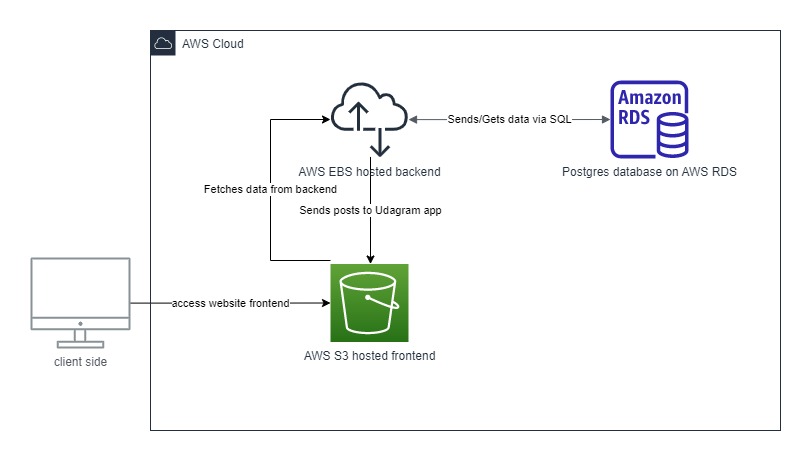 AWS Cloud
Amazon
RDS
Sends/Gets data via SQL
AWS EBS hosted backend
Postgres database on AWS RDS
Fetches data from backend
Sends posts to Udagram app
access website frontend
AWS S3 hosted frontend
client side